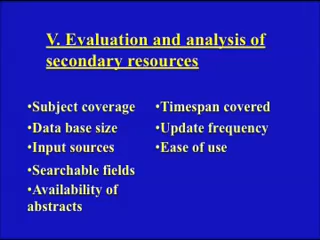 V. Evaluation and analysis of
secondary resources
•Subject coverage
•Data base size
•Input sources
•Searchable fields
•Availability of
abstracts
•Timespan covered
•Update frequency
•Ease of use